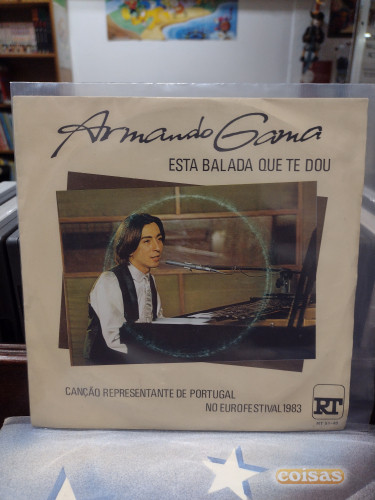 Armando Gama
ESTA BALADA QUE TE DOU
CANÇÃO REPRESENTANTE DE PORTUGAL
NO EUROFESTIVAL 1983
RT
coisas